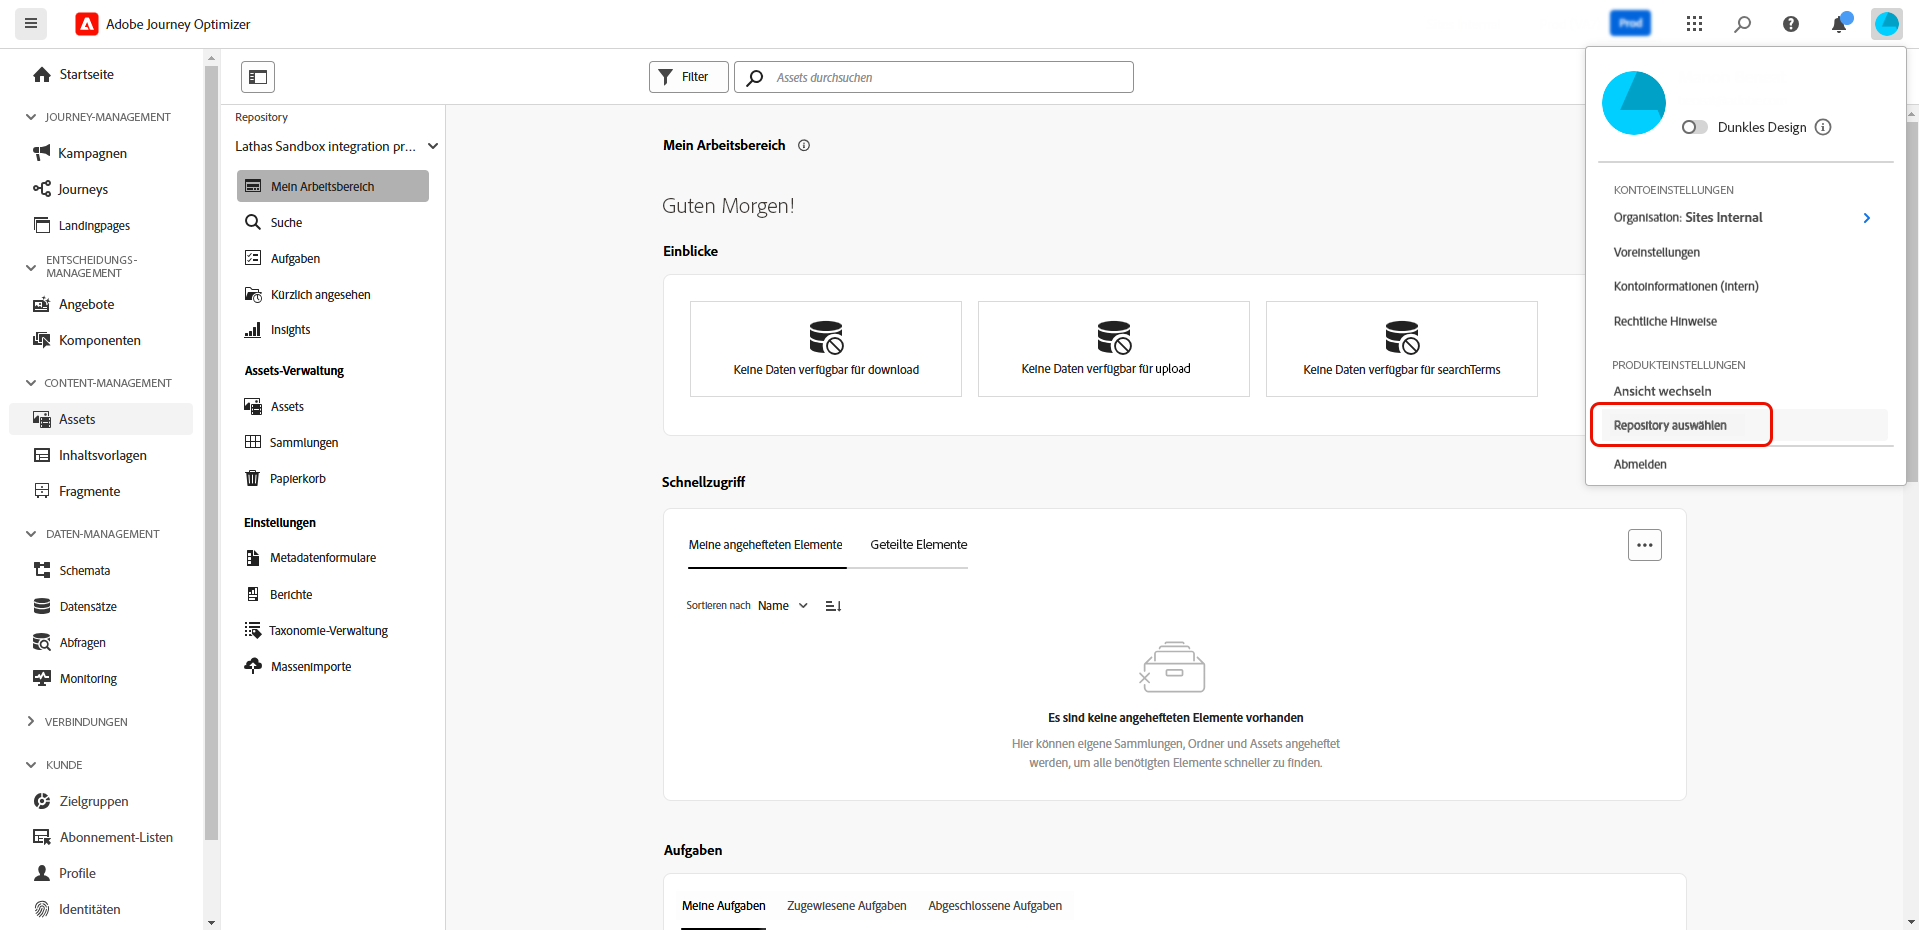 Adobe Journey Optimizer
Prod
Startseite
JOURNEY-MANAGEMENT
Kampagnen
Journeys
Landingpages
ENTSCHEIDUNGS-
MANAGEMENT
Angebote
Komponenten
CONTENT-MANAGEMENT
Assets
Inhaltsvorlagen
Fragmente
DATEN-MANAGEMENT
Schemata
Datensätze
Abfragen
Monitoring
VERBINDUNGEN
KUNDE
Zielgruppen
Abonnement-Listen
Profile
Identitäten
Filter
Assets durchsuchen
Repository
Lathas Sandbox integration pr...
Mein Arbeitsbereich
Suche
Aufgaben
Kürzlich angesehen
Insights
Assets-Verwaltung
Assets
Sammlungen
Papierkorb
Einstellungen
Metadatenformulare
Berichte
Taxonomie-Verwaltung
Massenimporte
Mein Arbeitsbereich
Guten Morgen!
Einblicke
Keine Daten verfügbar für download
Keine Daten verfügbar für upload
Keine Daten verfügbar für searchTerms
Schnellzugriff
Meine angehefteten Elemente
Geteilte Elemente
Sortieren nach Name
Es sind keine angehefteten Elemente vorhanden
Hier können eigene Sammlungen, Ordner und Assets angeheftet
werden, um alle benötigten Elemente schneller zu finden.
Aufgaben
Meine Aufgaben
Zugewiesene Aufgaben
Abgeschlossene Aufgaben
Dunkles Design
KONTOEINSTELLUNGEN
Organisation: Sites Internal
Voreinstellungen
Kontoinformationen (intern)
Rechtliche Hinweise
PRODUKTEINSTELLUNGEN
Ansicht wechseln
Repository auswählen
Abmelden